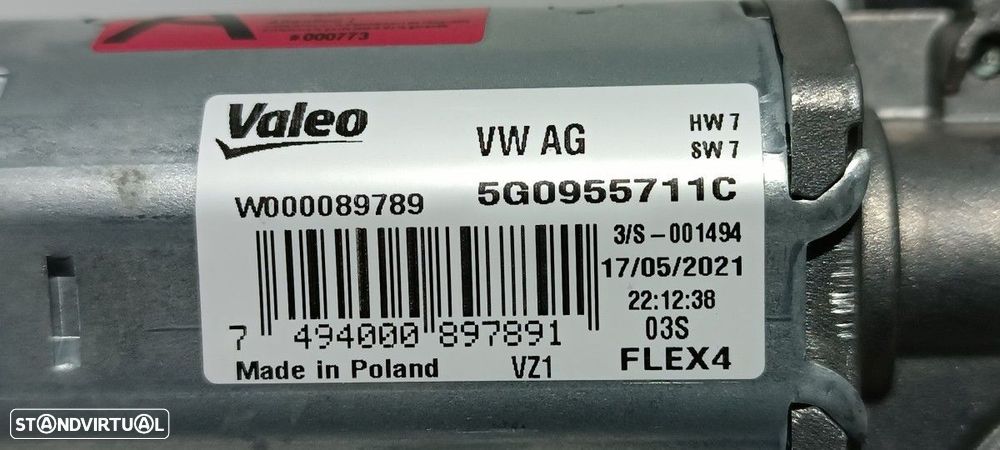 A
#000773
Valeo
VW AG
HW 7
SW 7
W000089789
5G0955711C
3/S-001494
17/05/2021
22:12:38
03S
7 494000 897891
Made in Poland
VZ1
FLEX4
STANDVIRTUAL